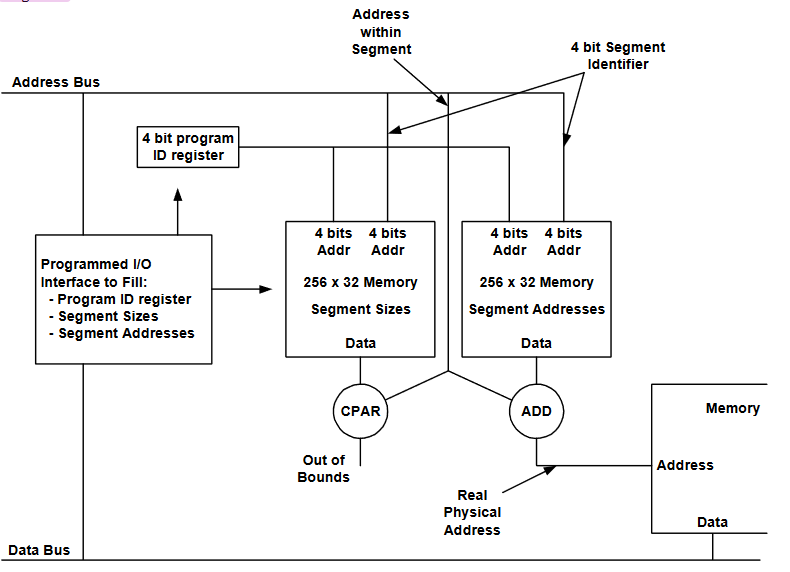 Address
within
Segment
4 bit Segment
Identifier
Address Bus
4 bit program
ID register
4 bits 4 bits
Addr Addr
256 x 32 Memory
Segment Sizes
Data
4 bits 4 bits
Addr Addr
256 x 32 Memory
Segment Addresses
Data
Programmed I/O
Interface to Fill:
- Program ID register
- Segment Sizes
- Segment Addresses
CPAR
ADD
Memory
Address
Data
Out of
Bounds
Real
Physical
Address
Data Bus